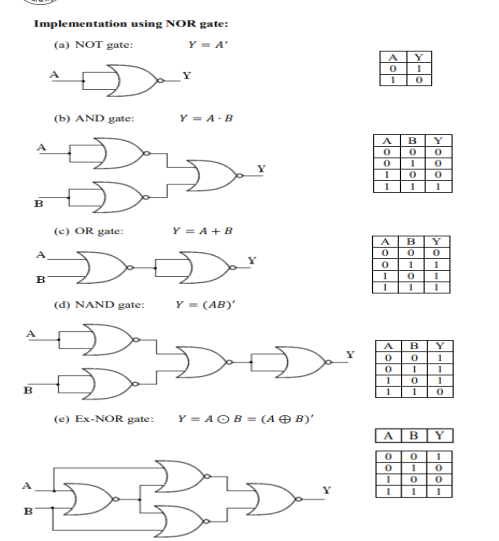 Implementation using NOR gate:
(a) NOT gate: Y = A′
A Y
A Y
0 1
1 0
(b) AND gate: Y = A · B
A
B
Y
A B Y
0 0 0
0 1 0
1 0 0
1 1 1
(c) OR gate: Y = A + B
A
B
Y
A B Y
0 0 0
0 1 1
1 0 1
1 1 1
(d) NAND gate: Y = (AB)′
A
B
Y
A B Y
0 0 1
0 1 1
1 0 1
1 1 0
(e) Ex-NOR gate: Y = A ⊙ B = (A ⊕ B)′
A
B
Y
A B Y
0 0 1
0 1 0
1 0 0
1 1 1